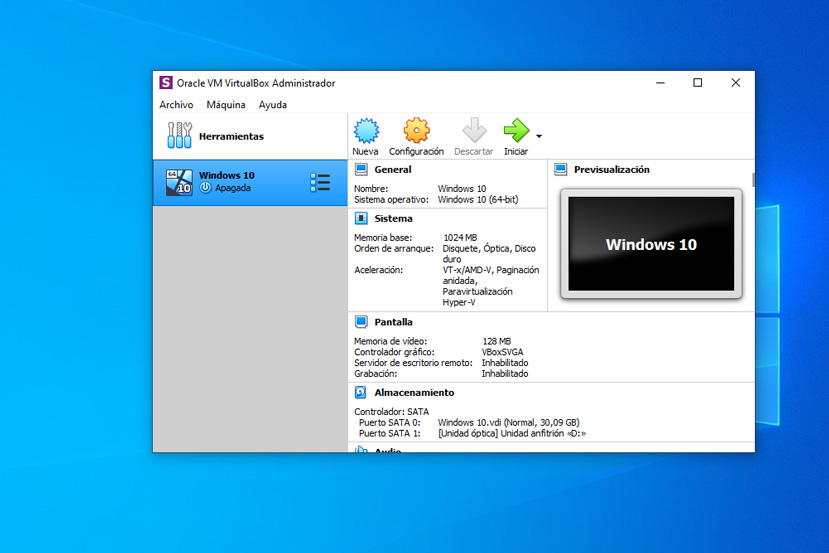 S Oracle VM VirtualBox Administrador
Archivo Máquina Ayuda
Herramientas
Nueva Configuración Descartar Iniciar
64 10 Windows 10
Apagada
General
Nombre: Windows 10
Sistema operativo: Windows 10 (64-bit)
Sistema
Memoria base: 1024 MB
Orden de arranque: Disquete, Óptica, Disco
duro
Aceleración: VT-x/AMD-V, Paginación
anidada,
Paravirtualización
Hyper-V
Previsualización
Windows 10
Pantalla
Memoria de vídeo: 128 MB
Controlador gráfico: VBoxSVGA
Servidor de escritorio remoto: Inhabilitado
Grabación: Inhabilitado
Almacenamiento
Controlador: SATA
Puerto SATA 0: Windows 10.vdi (Normal, 30,09 GB)
Puerto SATA 1: [Unidad óptica] Unidad anfitrión «D:»
Audio